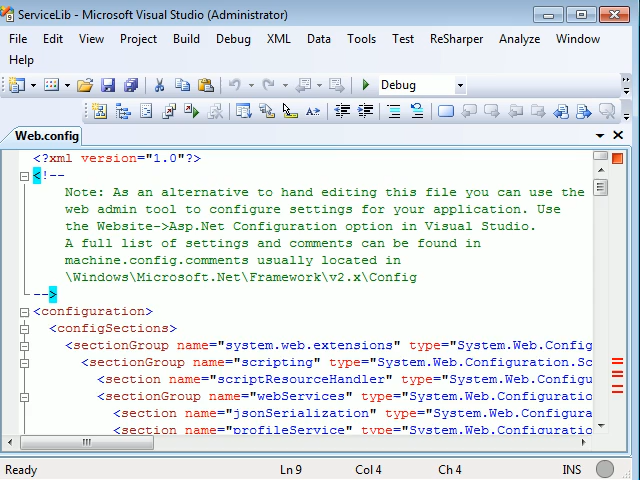 ServiceLib - Microsoft Visual Studio (Administrator)
File Edit View Project Build Debug XML Data Tools Test ReSharper Analyze Window
Help
Debug
Web.config
<?xml version="1.0"?>
<!--
Note: As an alternative to hand editing this file you can use the
web admin tool to configure settings for your application. Use
the Website->Asp.Net Configuration option in Visual Studio.
A full list of settings and comments can be found in
machine.config.comments usually located in
\Windows\Microsoft.Net\Framework\v2.x\Config
-->
<configuration>
<configSections>
<sectionGroup name="system.web.extensions" type="System.Web.Config
<sectionGroup name="scripting" type="System.Web.Configuration.Sc
<section name="scriptResourceHandler" type="System.Web.Configu
<sectionGroup name="webServices" type="System.Web.Configuratio
<section name="jsonSerialization" type="System.Web.Configura
<section name="profileService" type="System.Web.Configuratio
Ready Ln 9 Col 4 Ch 4 INS